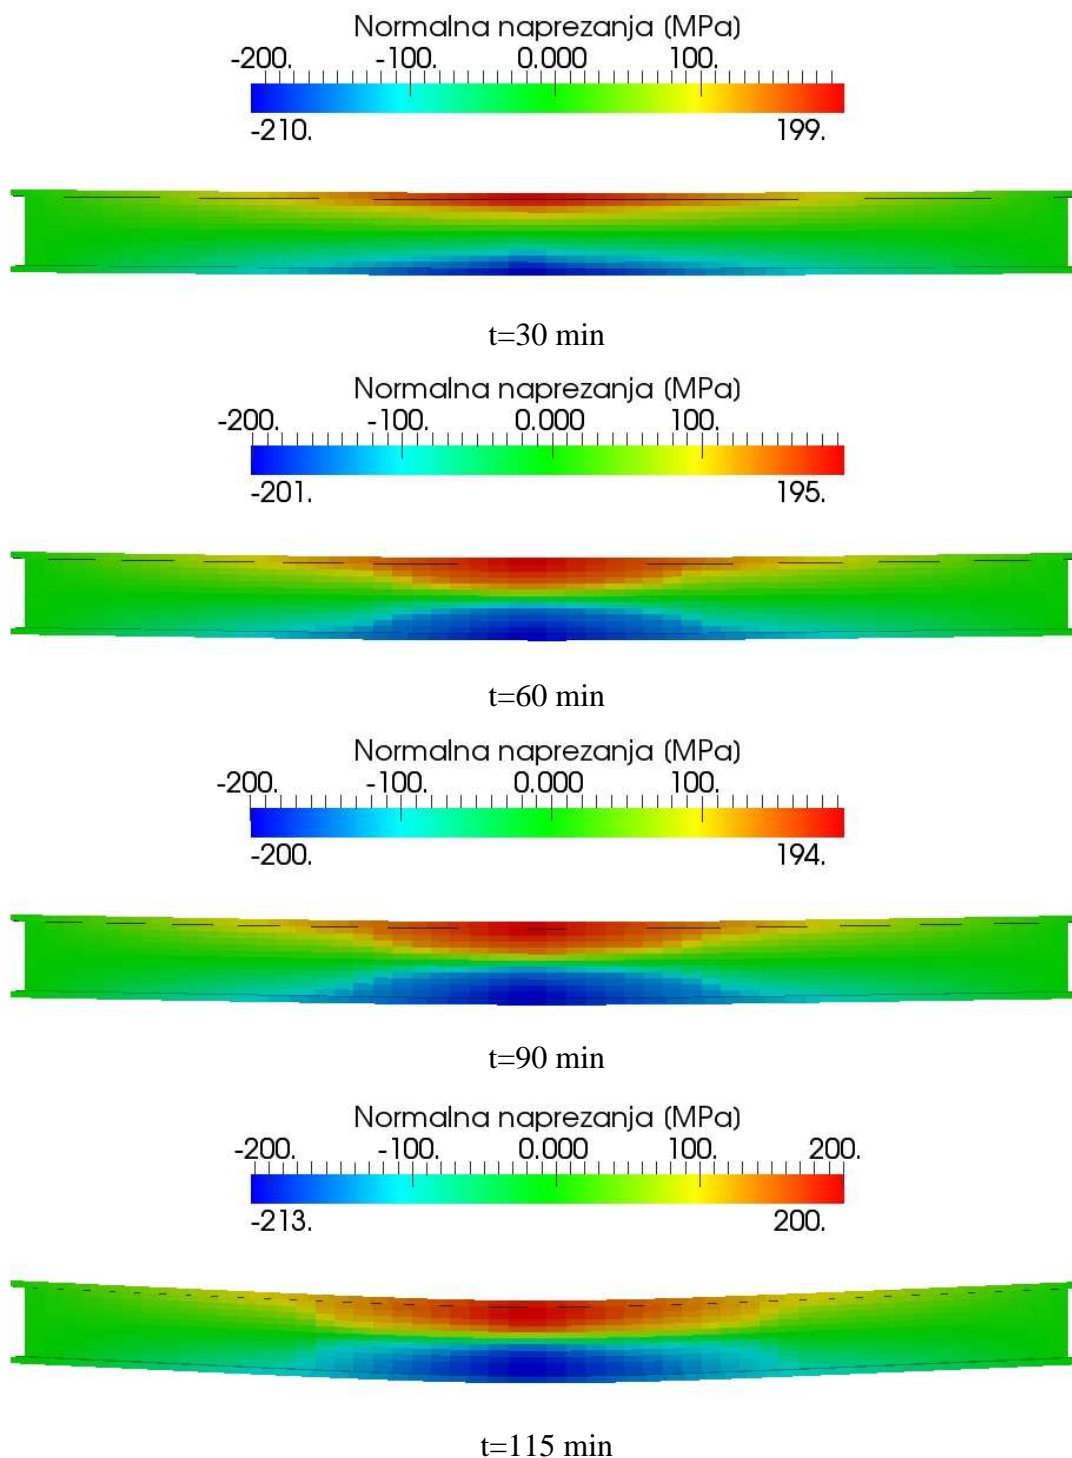 Normalna naprezanja (MPa)
-200. -100. 0.000 100.
-210. 199.
t=30 min
Normalna naprezanja (MPa)
-200. -100. 0.000 100.
-201. 195.
t=60 min
Normalna naprezanja (MPa)
-200. -100. 0.000 100.
-200. 194.
t=90 min
Normalna naprezanja (MPa)
-200. -100. 0.000 100. 200.
-213. 200.
t=115 min